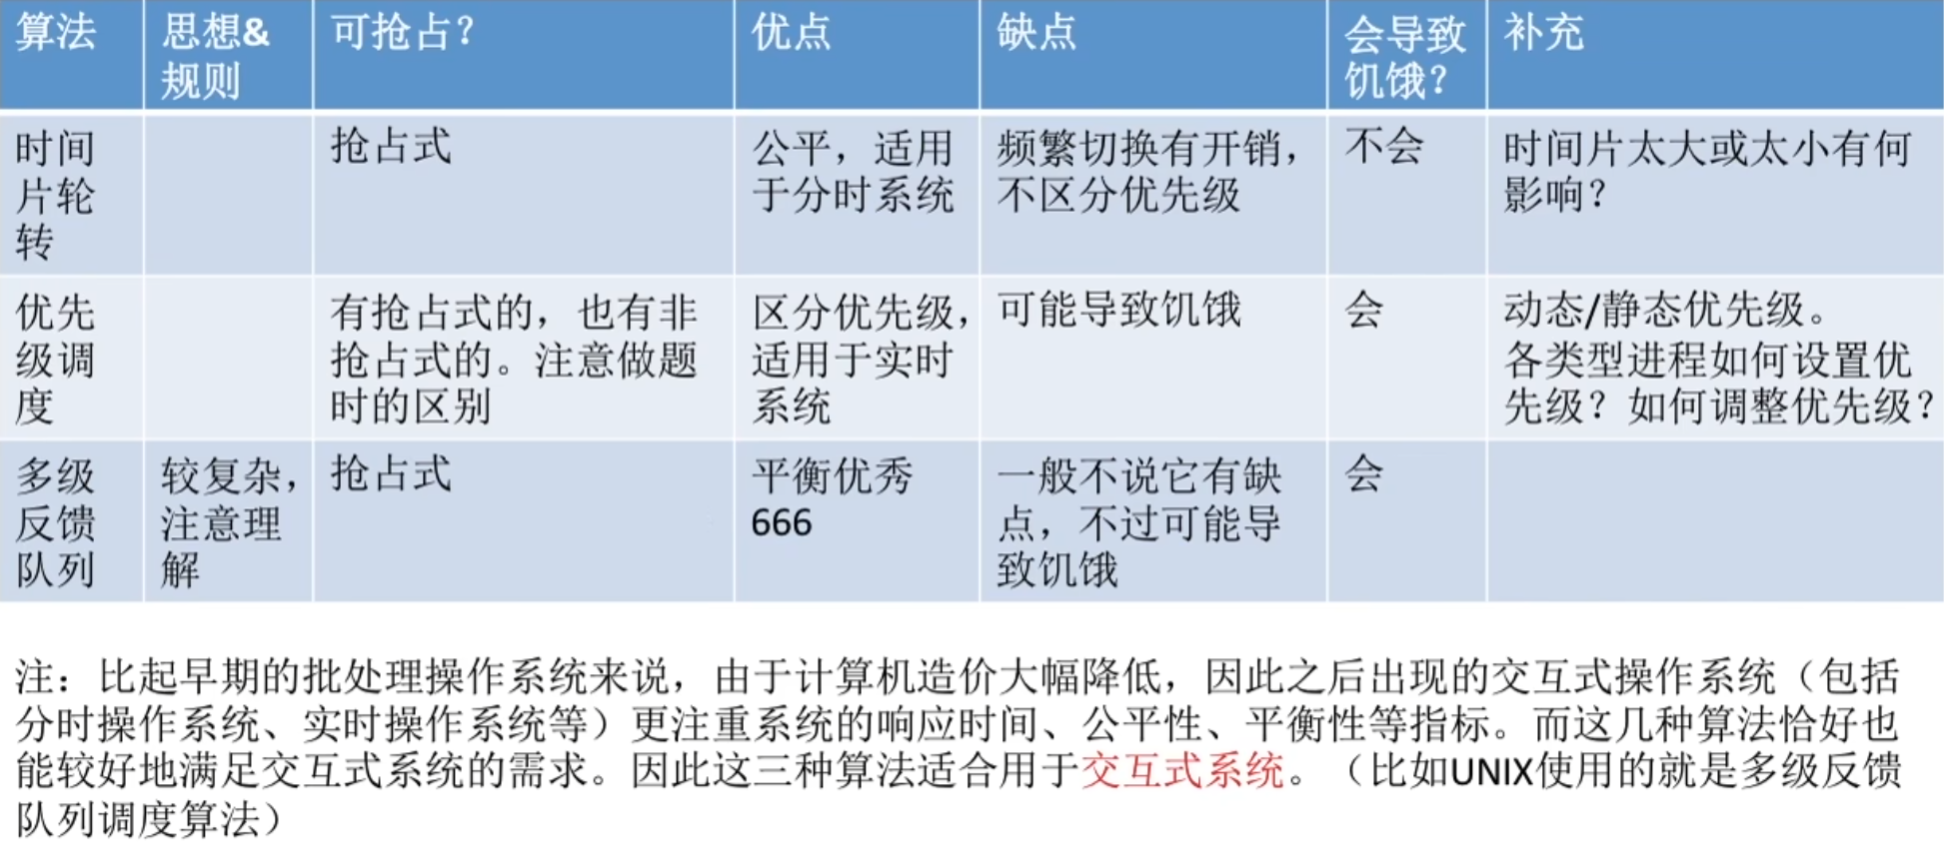 算法
思想&
规则
可抢占？
优点
缺点
会导致
饥饿？
补充
时间
片轮
转
抢占式
公平，适用
于分时系统
频繁切换有开销，
不区分优先级
不会
时间片太大或太小有何
影响？
优先
级调
度
有抢占式的，也有非
抢占式的。注意做题
时的区别
区分优先级，
适用于实时
系统
可能导致饥饿
会
动态/静态优先级。
各类型进程如何设置优
先级？如何调整优先级？
多级
反馈
队列
较复杂，
注意理
解
抢占式
平衡优秀
666
一般不说它有缺
点，不过可能导
致饥饿
会
注：比起早期的批处理操作系统来说，由于计算机造价大幅降低，因此之后出现的交互式操作系统（包括
分时操作系统、实时操作系统等）更注重系统的响应时间、公平性、平衡性等指标。而这几种算法恰好也
能较好地满足交互式系统的需求。因此这三种算法适合用于交互式系统。（比如UNIX使用的就是多级反馈
队列调度算法）